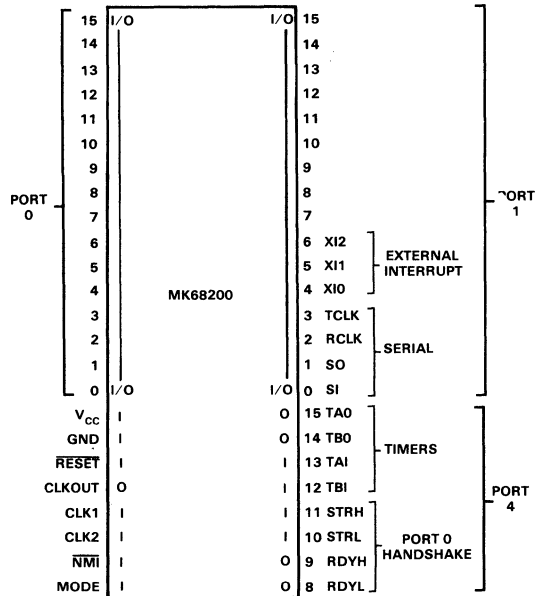 15 I/O I/O 15
14 14
13 13
12 12
11 11
10 10
9 9
8 8
PORT 0
7 7
6 6 XI2
5 5 XI1
EXTERNAL INTERRUPT
4 4 XI0
MK68200
3 3 TCLK
2 2 RCLK
SERIAL
1 1 SO
0 I/O I/O 0 SI
PORT 1
VCC I O 15 TA0
GND I O 14 TB0
TIMERS
RESET I I 13 TAI
CLKOUT O I 12 TBI
PORT 4
CLK1 I I 11 STRH
CLK2 I I 10 STRL
PORT 0 HANDSHAKE
NMI I O 9 RDYH
MODE I O 8 RDYL